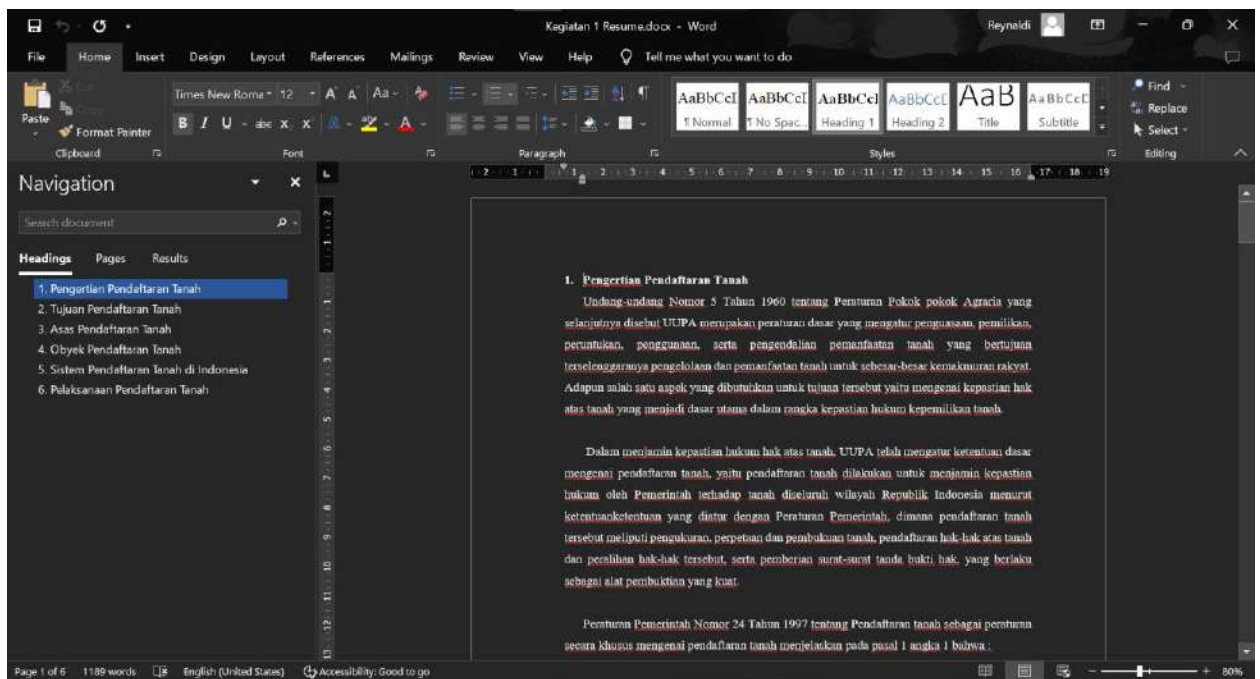 Kegiatan 1 Resume.docx - Word
Reynaldi
File Home Insert Design Layout References Mailings Review View Help Tell me what you want to do
Paste
Cut
Copy
Format Painter
Clipboard
Times New Roma 12
Font
Paragraph
AaBbCcI AaBbCcI AaBbCcl AaBbCcE AaB AaBbCcE
¶ Normal ¶ No Spac... Heading 1 Heading 2 Title Subtitle
Styles
Find
Replace
Select
Editing
Navigation
Search document
Headings Pages Results
1. Pengertian Pendaftaran Tanah
2. Tujuan Pendaftaran Tanah
3. Asas Pendaftaran Tanah
4. Obyek Pendaftaran Tanah
5. Sistem Pendaftaran Tanah di Indonesia
6. Pelaksanaan Pendaftaran Tanah
1. Pengertian Pendaftaran Tanah
Undang-undang Nomor 5 Tahun 1960 tentang Peraturan Pokok pokok Agraria yang
selanjutnya disebut UUPA merupakan peraturan dasar yang mengatur penguasaan, pemilikan,
peruntukan, penggunaan, serta pengendalian pemanfaatan tanah yang bertujuan
terselenggaranya pengelolaan dan pemanfaatan tanah untuk sebesar-besar kemakmuran rakyat.
Adapun salah satu aspek yang dibutuhkan untuk tujuan tersebut yaitu mengenai kepastian hak
atas tanah yang menjadi dasar utama dalam rangka kepastian hukum kepemilikan tanah.
Dalam menjamin kepastian hukum hak atas tanah, UUPA telah mengatur ketentuan dasar
mengenai pendaftaran tanah, yaitu pendaftaran tanah dilakukan untuk menjamin kepastian
hukum oleh Pemerintah terhadap tanah diseluruh wilayah Republik Indonesia menurut
ketentuanketentuan yang diatur dengan Peraturan Pemerintah, dimana pendaftaran tanah
tersebut meliputi pengukuran, perpetaan dan pembukuan tanah, pendaftaran hak-hak atas tanah
dan peralihan hak-hak tersebut, serta pemberian surat-surat tanda bukti hak, yang berlaku
sebagai alat pembuktian yang kuat.
Peraturan Pemerintah Nomor 24 Tahun 1997 tentang Pendaftaran tanah sebagai peraturan
secara khusus mengenai pendaftaran tanah menjelaskan pada pasal 1 angka 1 bahwa :
Page 1 of 6 1189 words English (United States) Accessibility: Good to go 80%